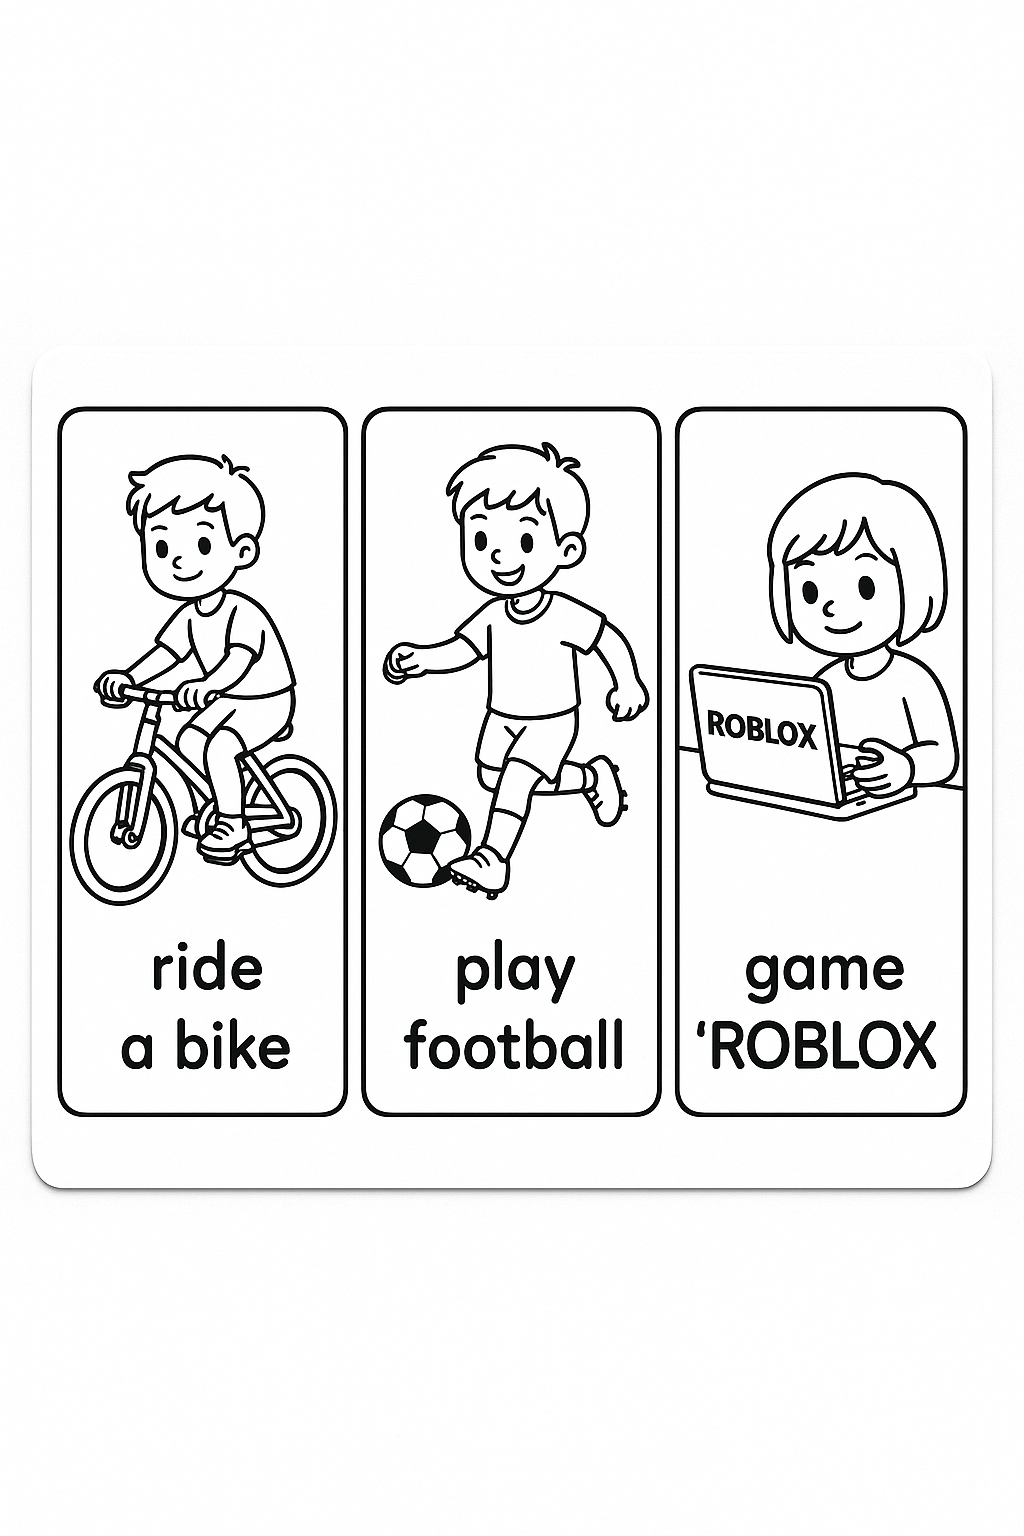 ROBLOX
ride
a bike
play
football
game
‘ROBLOX